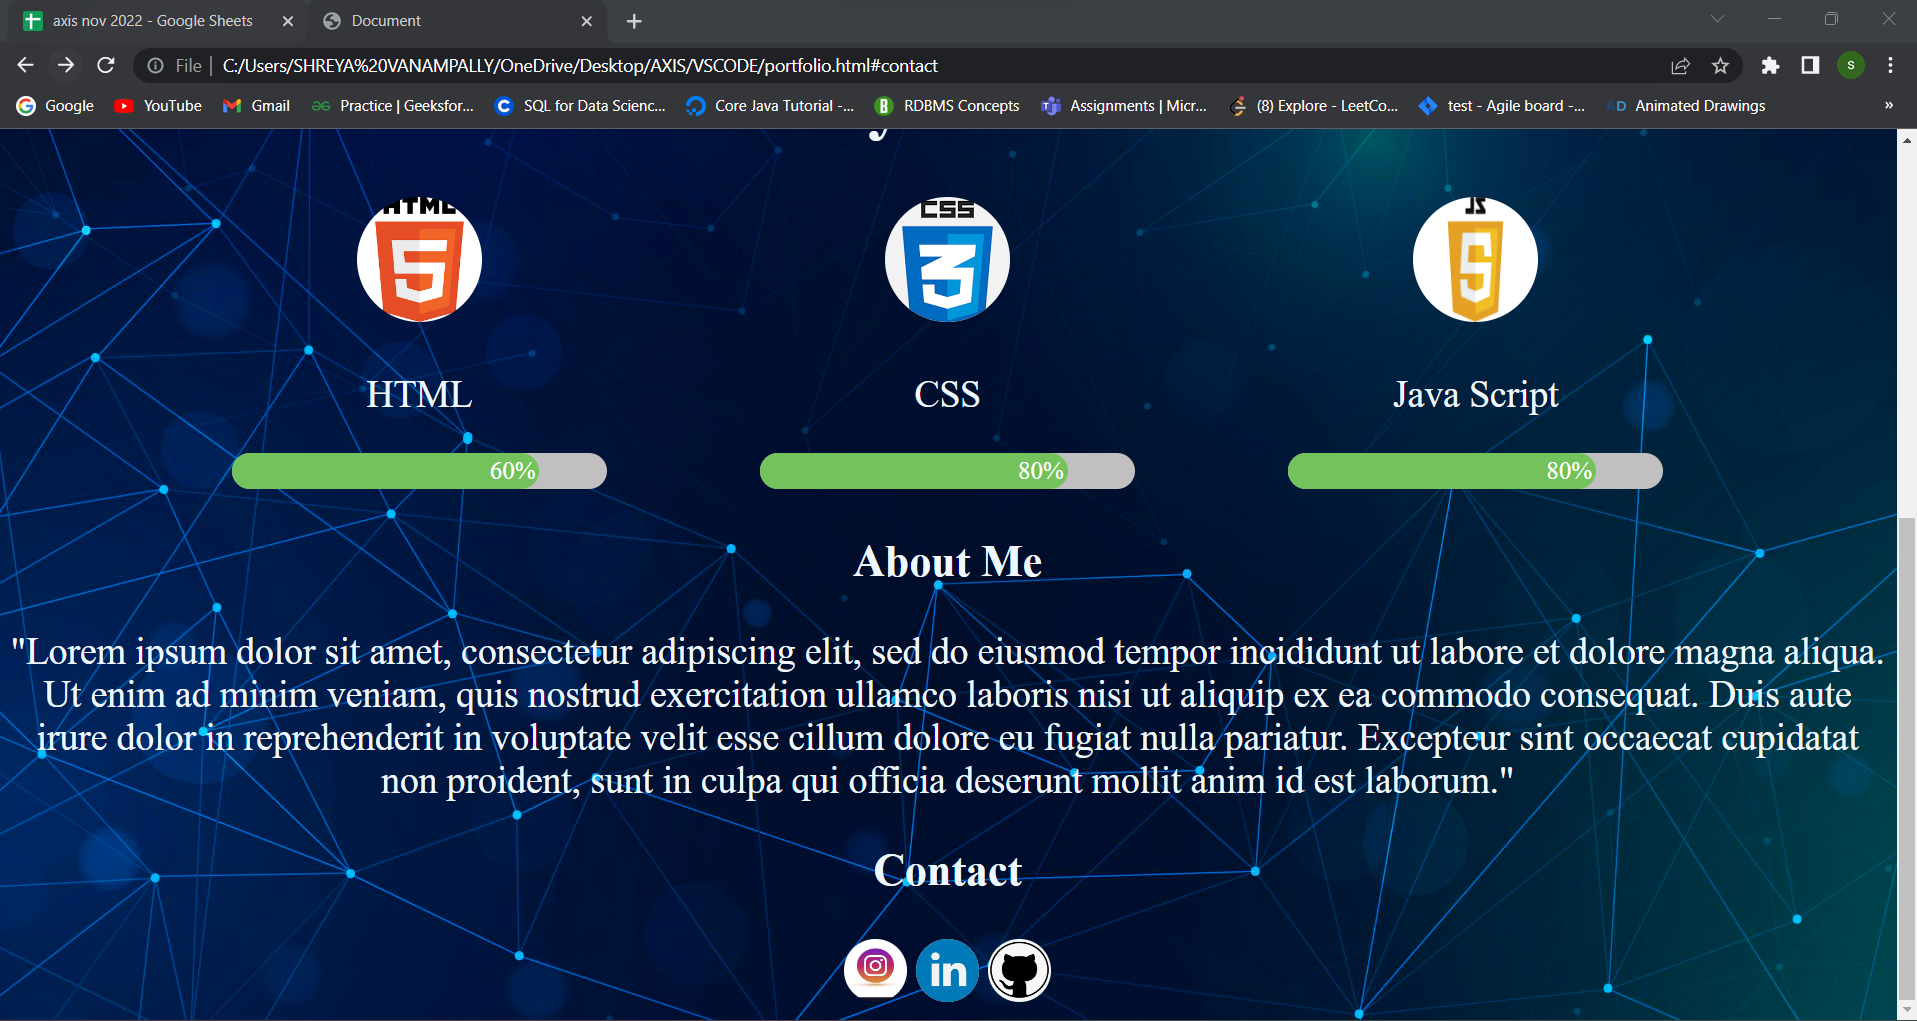 axis nov 2022 - Google Sheets
Document
File
C:/Users/SHREYA%20VANAMPALLY/OneDrive/Desktop/AXIS/VSCODE/portfolio.html#contact
S
Google
YouTube
Gmail
Practice | Geeksfor...
SQL for Data Scienc...
Core Java Tutorial -...
RDBMS Concepts
Assignments | Micr...
(8) Explore - LeetCo...
test - Agile board -...
AD Animated Drawings
»
HTML
5
CSS
3
JS
S
HTML
CSS
Java Script
60%
80%
80%
About Me
"Lorem ipsum dolor sit amet, consectetur adipiscing elit, sed do eiusmod tempor incididunt ut labore et dolore magna aliqua.
Ut enim ad minim veniam, quis nostrud exercitation ullamco laboris nisi ut aliquip ex ea commodo consequat. Duis aute
irure dolor in reprehenderit in voluptate velit esse cillum dolore eu fugiat nulla pariatur. Excepteur sint occaecat cupidatat
non proident, sunt in culpa qui officia deserunt mollit anim id est laborum."
Contact
in